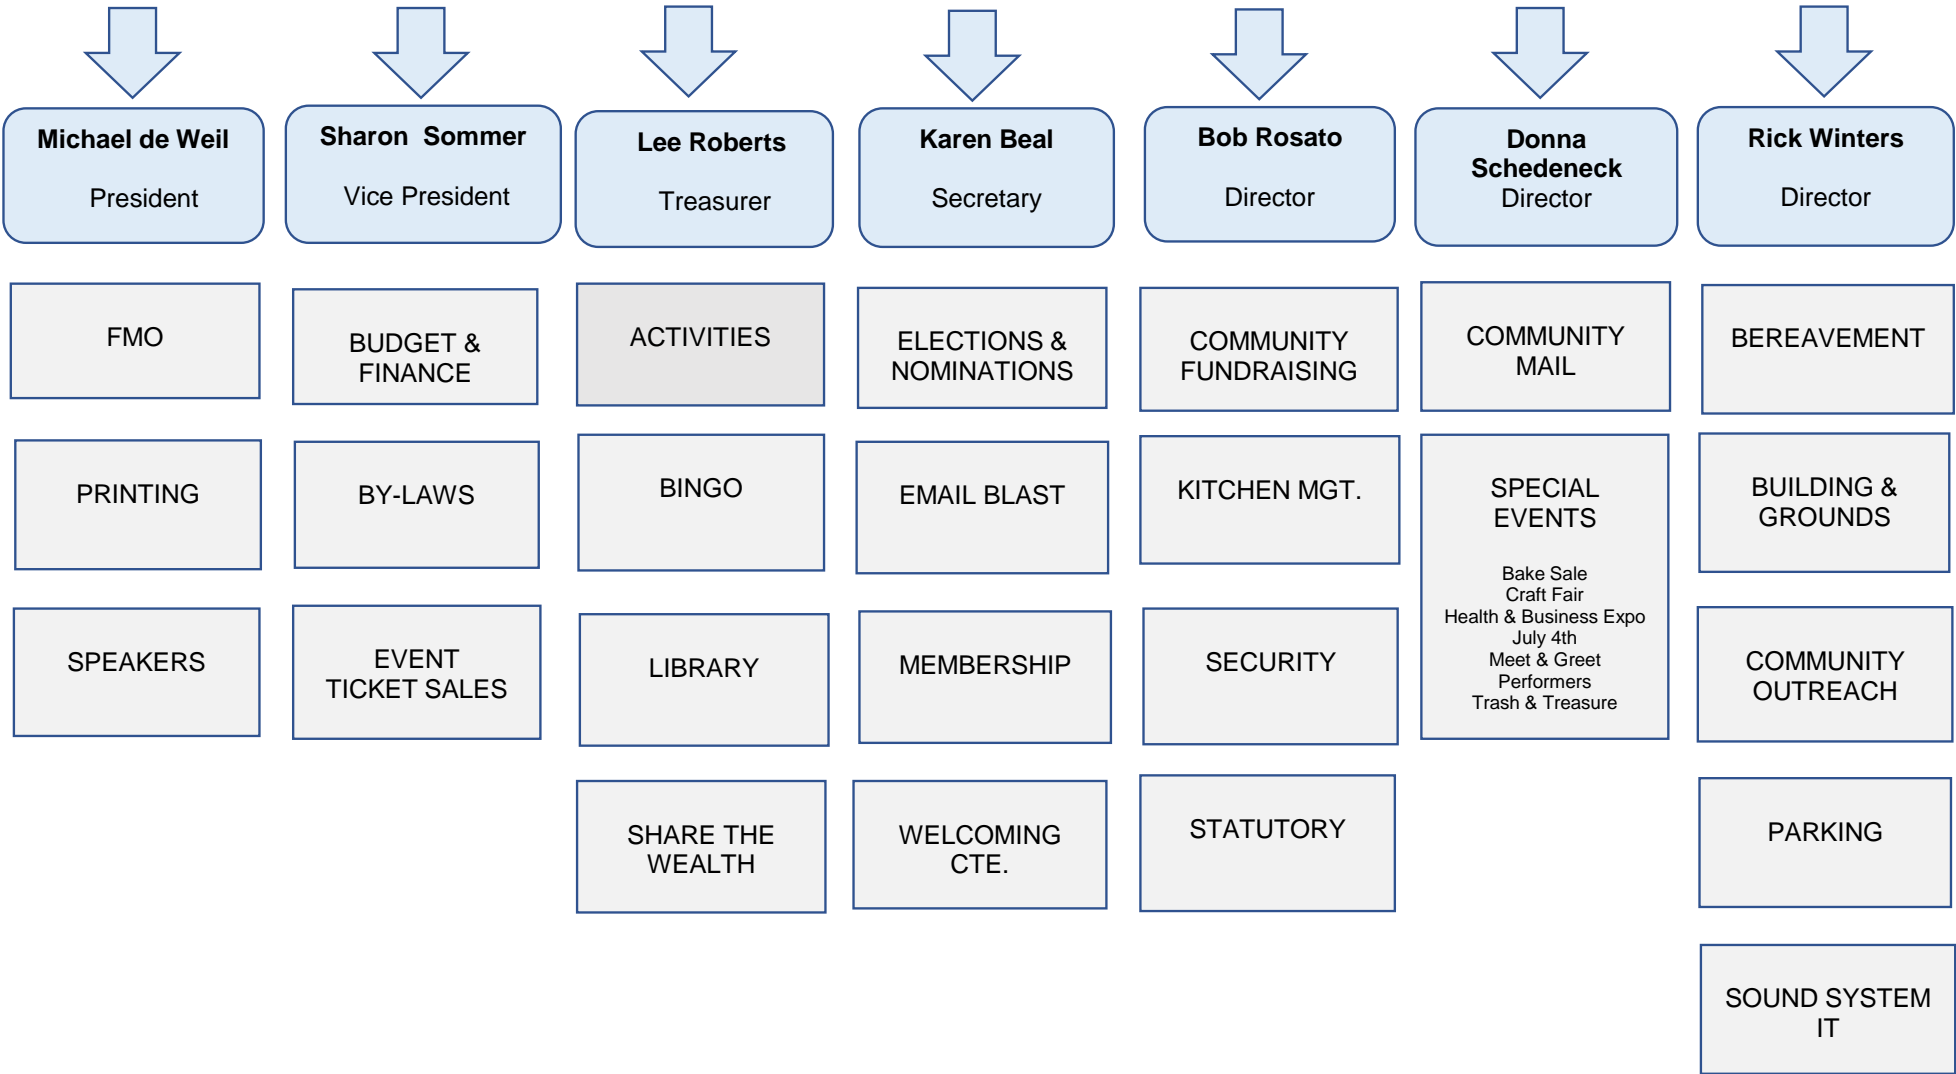 Michael de Weil
President
FMO
PRINTING
SPEAKERS
Sharon Sommer
Vice President
BUDGET &
FINANCE
BY-LAWS
EVENT
TICKET SALES
Lee Roberts
Treasurer
ACTIVITIES
BINGO
LIBRARY
SHARE THE
WEALTH
Karen Beal
Secretary
ELECTIONS &
NOMINATIONS
EMAIL BLAST
MEMBERSHIP
WELCOMING
CTE.
Bob Rosato
Director
COMMUNITY
FUNDRAISING
KITCHEN MGT.
SECURITY
STATUTORY
Donna
Schedeneck
Director
COMMUNITY
MAIL
SPECIAL
EVENTS
Bake Sale
Craft Fair
Health & Business Expo
July 4th
Meet & Greet
Performers
Trash & Treasure
Rick Winters
Director
BEREAVEMENT
BUILDING &
GROUNDS
COMMUNITY
OUTREACH
PARKING
SOUND SYSTEM
IT